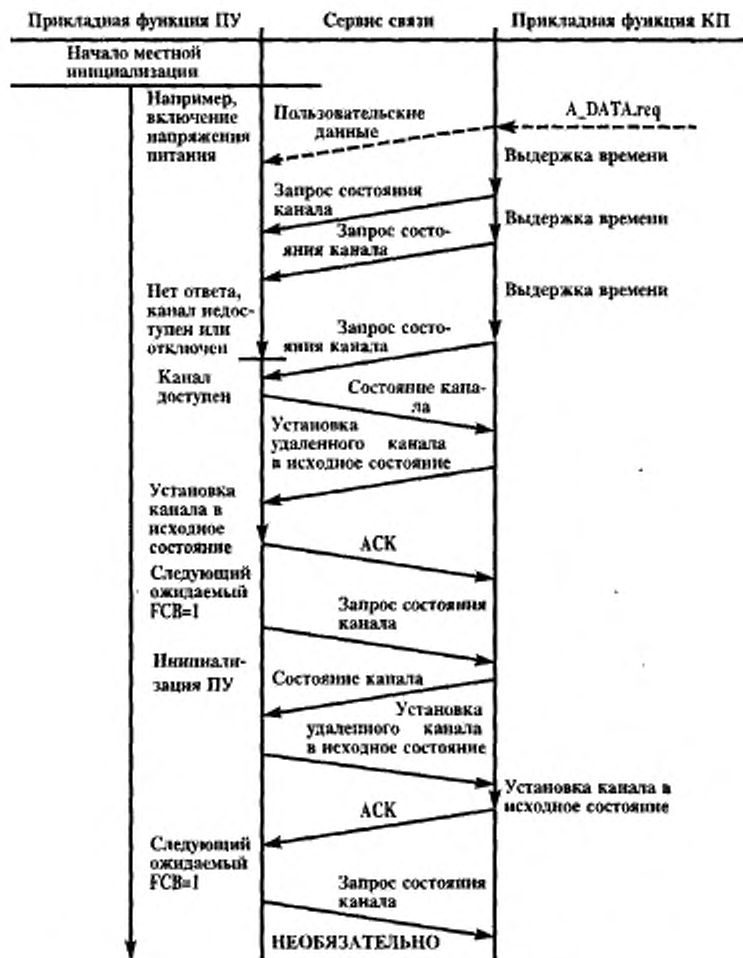 Прикладная функция ПУ
Сервис связи
Прикладная функция КП
Начало местной
инициализации
Например,
включение
напряжения
питания
Пользовательские
данные
A_DATA.req
Выдержка времени
Запрос состояния
канала
Выдержка времени
Запрос состо-
яния канала
Выдержка времени
Нет ответа,
канал недос-
тупен или
отключен
Запрос состо-
яния канала
Канал
доступен
Состояние кана-
ла
Установка
удаленного канала
в исходное состояние
Установка
канала в
исходное
состояние
АСК
Следующий
ожидаемый
FCB=1
Запрос состояния
канала
Инициали-
зация ПУ
Состояние канала
Установка
удаленного канала
в исходное состояние
Установка канала в
исходное состояние
АСК
Следующий
ожидаемый
FCB=1
Запрос состояния
канала
НЕОБЯЗАТЕЛЬНО